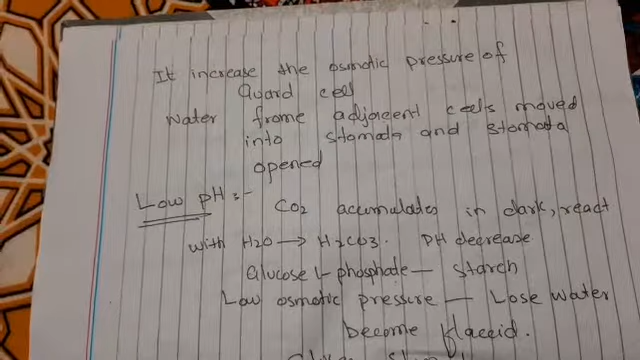 It increase the osmotic pressure of
Guard cell
Water frome adjacent cells moved
into stomata and stomata
opened
Low pH :-
CO2 accumulates in dark, react
with H2O → H2CO3. PH decrease
Glucose 1-phosphate — starch
Low osmotic pressure — Lose water
become flaccid.